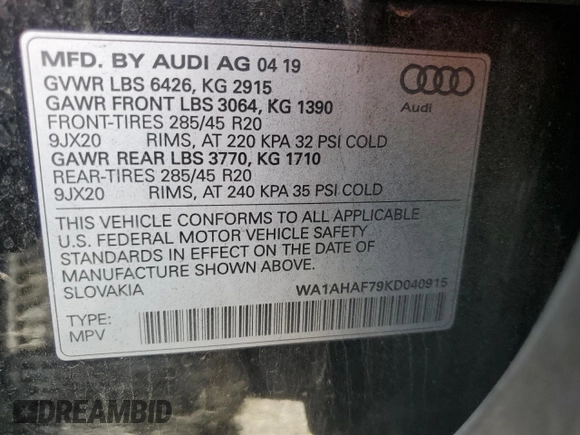 MFD. BY AUDI AG 04 19
GVWR LBS 6426, KG 2915
GAWR FRONT LBS 3064, KG 1390
FRONT-TIRES 285/45 R20
9JX20 RIMS, AT 220 KPA 32 PSI COLD
GAWR REAR LBS 3770, KG 1710
REAR-TIRES 285/45 R20
9JX20 RIMS, AT 240 KPA 35 PSI COLD
Audi
THIS VEHICLE CONFORMS TO ALL APPLICABLE
U.S. FEDERAL MOTOR VEHICLE SAFETY
STANDARDS IN EFFECT ON THE DATE OF
MANUFACTURE SHOWN ABOVE.
SLOVAKIA WA1AHAF79KD040915
TYPE:
MPV
DREAMBID